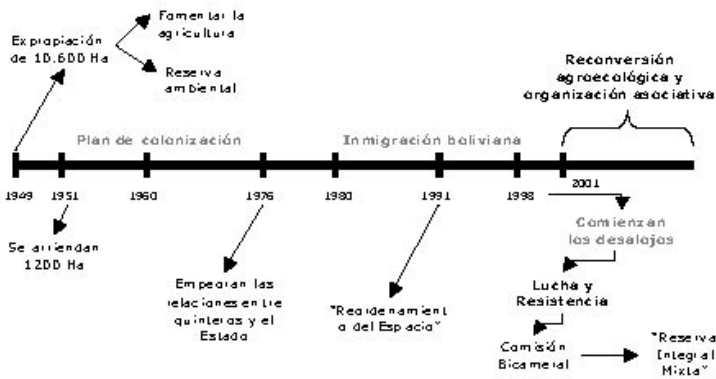 Fomentar la
agricultura
Expropiación
de 10.600 Ha
Reserva
ambiental
Reconversión
agroecológica y
organización asociativa
Plan de colonización
Inmigración boliviana
1949
1951
1960
1976
1980
1991
1998
2001
Se arriendan
1200 Ha
Comienzan
los desalojos
Empeoran las
relaciones entre
quinteros y el
Estado
"Reordenamient
o del Espacio"
Lucha y
Resistencia
Comisión
Bicameral
"Reserva
Integral
Mixta"